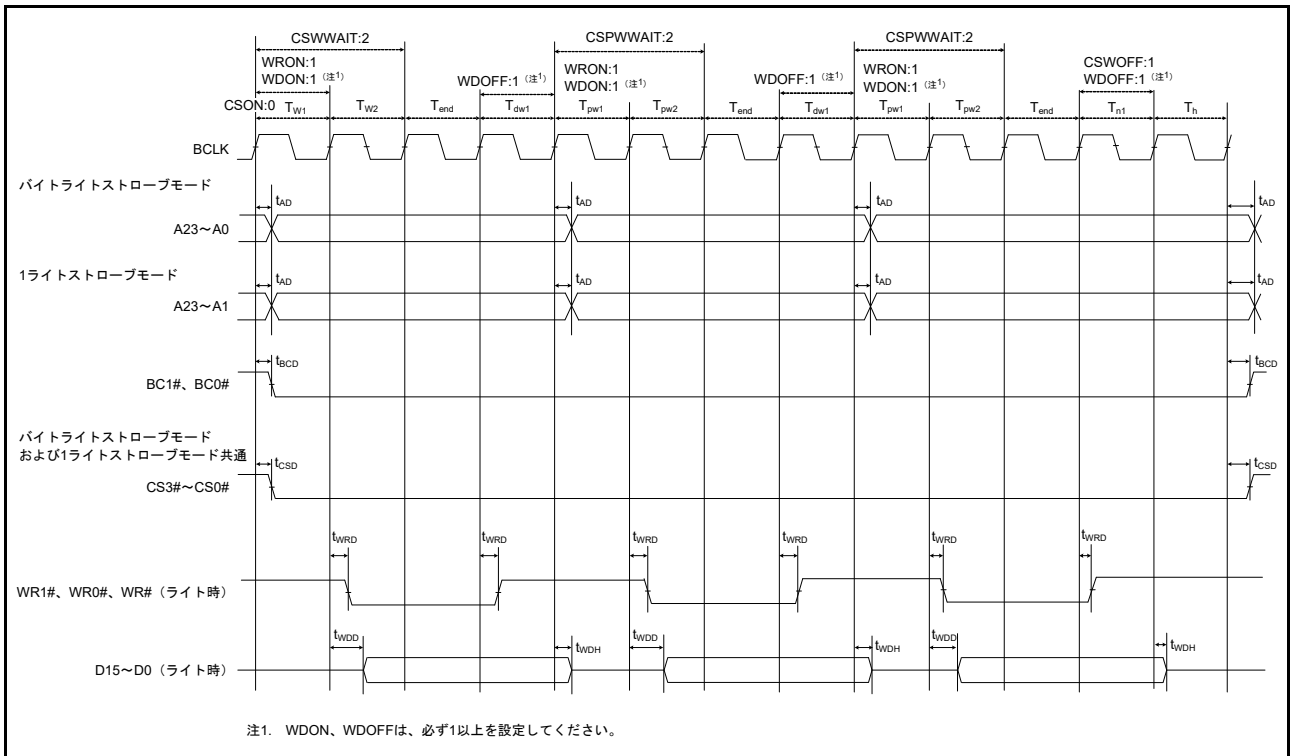 CSWWAIT:2 CSPWWAIT:2 CSPWWAIT:2
WRON:1 WRON:1 WRON:1 CSWOFF:1
WDON:1 (注1) WDOFF:1 (注1) WDON:1 (注1) WDOFF:1 (注1) WDON:1 (注1) WDOFF:1 (注1)
CSON:0 TW1 TW2 Tend Tdw1 Tpw1 Tpw2 Tend Tdw1 Tpw1 Tpw2 Tend Tn1 Th
BCLK
バイトライトストローブモード
tAD tAD tAD tAD
A23～A0
1ライトストローブモード
tAD tAD tAD tAD
A23～A1
tBCD tBCD
BC1#、BC0#
バイトライトストローブモード
および1ライトストローブモード共通
tCSD tCSD
CS3#～CS0#
tWRD tWRD tWRD tWRD tWRD tWRD
WR1#、WR0#、WR#（ライト時）
tWDD tWDH tWDD tWDH tWDD tWDH
D15～D0（ライト時）
注1. WDON、WDOFFは、必ず1以上を設定してください。